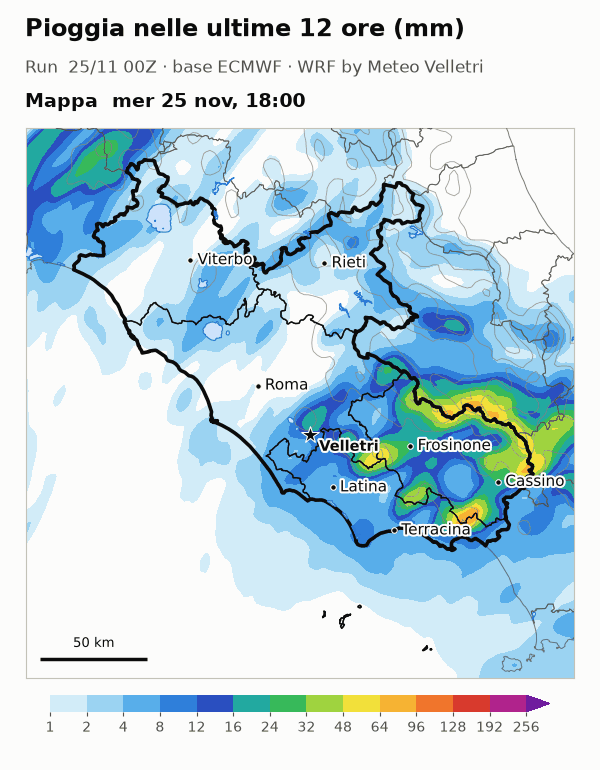 Pioggia nelle ultime 12 ore (mm)
Run  25/11 00Z · base ECMWF · WRF by Meteo Velletri
Mappa  mer 25 nov, 18:00
Viterbo
Rieti
Roma
Velletri
Frosinone
Latina
Cassino
Terracina
50 km
1 2 4 8 12 16 24 32 48 64 96 128 192 256